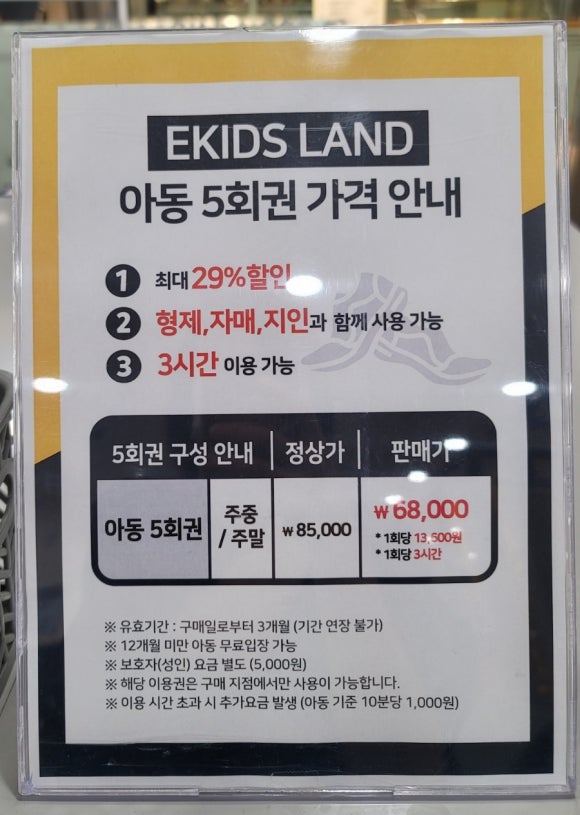 EKIDS LAND
아동 5회권 가격 안내
1 최대 29%할인
2 형제,자매,지인과 함께 사용 가능
3 3시간 이용 가능
5회권 구성 안내 정상가 판매가
아동 5회권 주중 / 주말 ₩85,000 ₩68,000
* 1회당 13,600원
* 1회당 3시간
※ 유효기간 : 구매일로부터 3개월 (기간 연장 불가)
※ 12개월 미만 아동 무료입장 가능
※ 보호자(성인) 요금 별도 (5,000원)
※ 해당 이용권은 구매 지점에서만 사용이 가능합니다.
※ 이용 시간 초과 시 추가요금 발생 (아동 기준 10분당 1,000원)